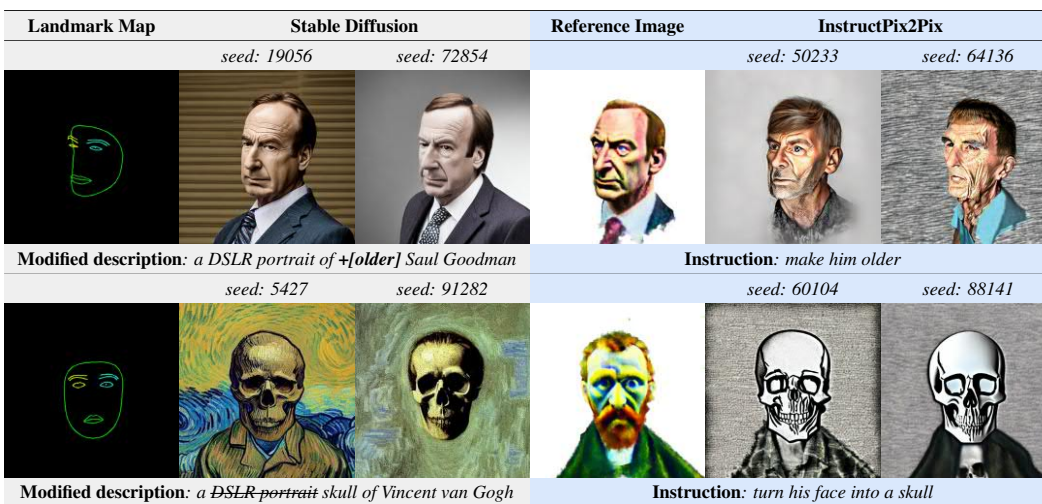 Landmark Map Stable Diffusion Reference Image InstructPix2Pix
seed: 19056 seed: 72854 seed: 50233 seed: 64136
Modified description: a DSLR portrait of +[older] Saul Goodman Instruction: make him older
seed: 5427 seed: 91282 seed: 60104 seed: 88141
Modified description: a DSLR portrait skull of Vincent van Gogh Instruction: turn his face into a skull